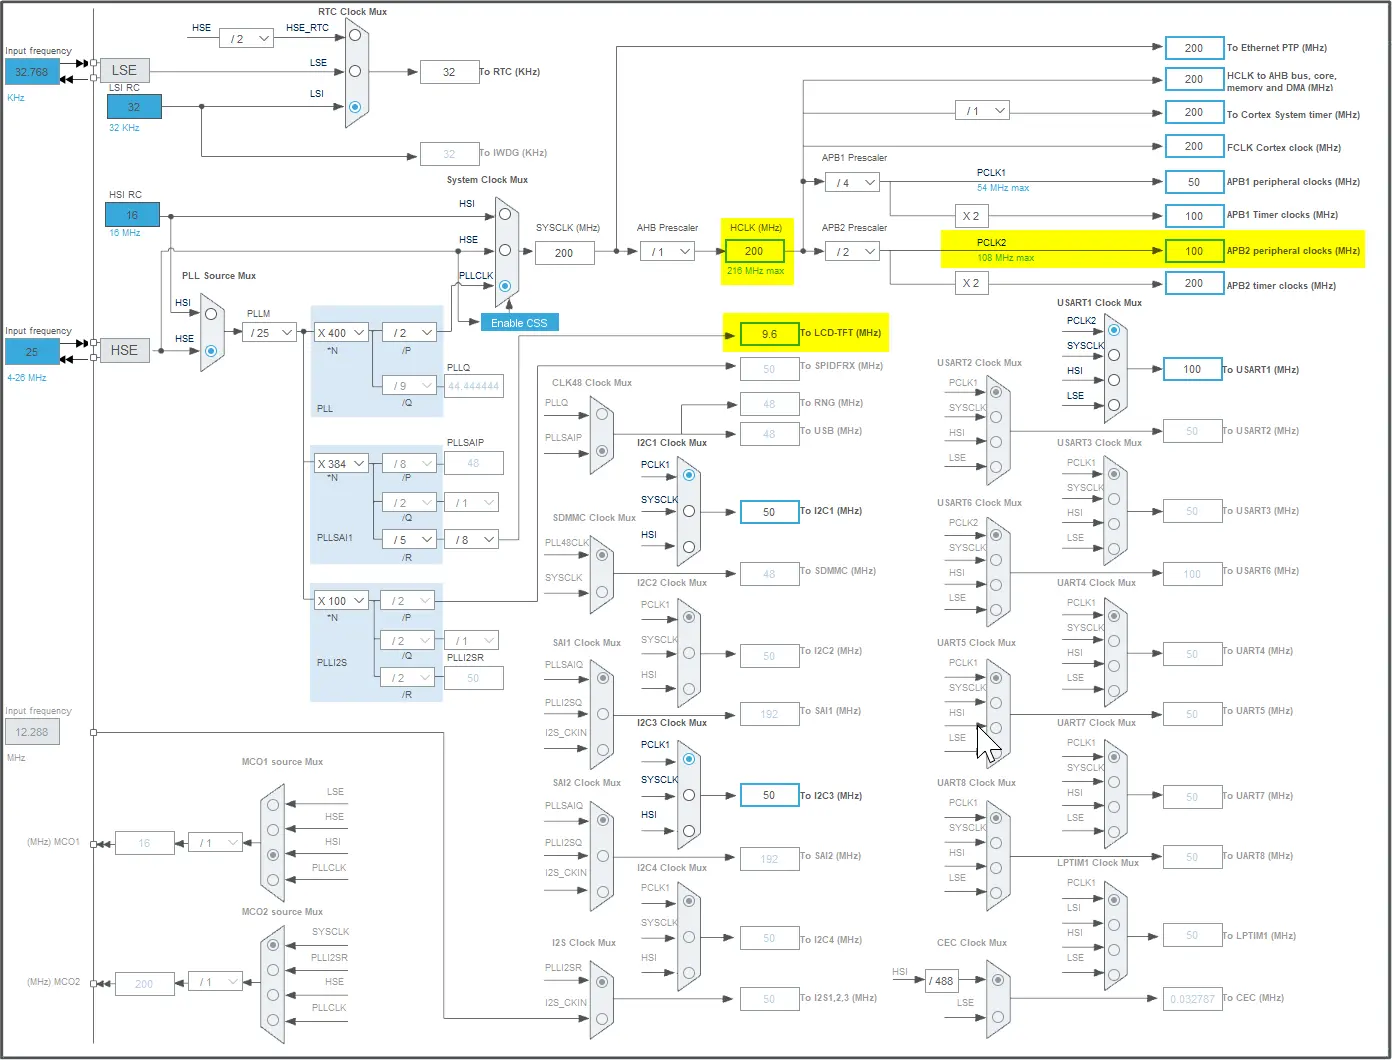 RTC Clock Mux
HSE
/ 2
HSE_RTC
Input frequency
32.768
KHz
LSE
LSE
LSI RC
32
32 KHz
LSI
32
To RTC (KHz)
32
To IWDG (KHz)
System Clock Mux
HSI RC
16
16 MHz
HSI
HSE
PLLCLK
SYSCLK (MHz)
200
AHB Prescaler
/ 1
HCLK (MHz)
200
216 MHz max
Enable CSS
PLL Source Mux
HSI
HSE
Input frequency
25
4-26 MHz
HSE
PLLM
/ 25
X 400
*N
/ 2
/P
PLLQ
/ 9
44.444444
/Q
PLL
PLLSAIP
X 384
*N
/ 8
48
/P
/ 2
/ 1
/Q
PLLSAI1
/ 5
/ 8
/R
X 100
*N
/ 2
/P
/ 2
/ 1
/Q
PLLI2SR
PLLI2S
/ 2
50
/R
Input frequency
12.288
MHz
MCO1 source Mux
LSE
HSE
HSI
PLLCLK
(MHz) MCO1
16
/ 1
MCO2 source Mux
SYSCLK
PLLI2SR
HSE
PLLCLK
(MHz) MCO2
200
/ 1
200
To Ethernet PTP (MHz)
200
HCLK to AHB bus, core,
memory and DMA (MHz)
/ 1
200
To Cortex System timer (MHz)
200
FCLK Cortex clock (MHz)
APB1 Prescaler
/ 4
PCLK1
54 MHz max
50
APB1 peripheral clocks (MHz)
X 2
100
APB1 Timer clocks (MHz)
APB2 Prescaler
/ 2
PCLK2
108 MHz max
100
APB2 peripheral clocks (MHz)
X 2
200
APB2 timer clocks (MHz)
9.6
To LCD-TFT (MHz)
50
To SPIDFRX (MHz)
CLK48 Clock Mux
PLLQ
PLLSAIP
48
To RNG (MHz)
48
To USB (MHz)
I2C1 Clock Mux
PCLK1
SYSCLK
HSI
50
To I2C1 (MHz)
SDMMC Clock Mux
PLL48CLK
SYSCLK
48
To SDMMC (MHz)
I2C2 Clock Mux
PCLK1
SYSCLK
HSI
50
To I2C2 (MHz)
SAI1 Clock Mux
PLLSAIQ
PLLI2SQ
I2S_CKIN
192
To SAI1 (MHz)
I2C3 Clock Mux
PCLK1
SYSCLK
HSI
50
To I2C3 (MHz)
SAI2 Clock Mux
PLLSAIQ
PLLI2SQ
I2S_CKIN
192
To SAI2 (MHz)
I2C4 Clock Mux
PCLK1
SYSCLK
HSI
50
To I2C4 (MHz)
I2S Clock Mux
PLLI2SR
I2S_CKIN
50
To I2S1,2,3 (MHz)
USART1 Clock Mux
PCLK2
SYSCLK
HSI
LSE
100
To USART1 (MHz)
USART2 Clock Mux
PCLK1
SYSCLK
HSI
LSE
50
To USART2 (MHz)
USART3 Clock Mux
PCLK1
SYSCLK
HSI
LSE
50
To USART3 (MHz)
USART6 Clock Mux
PCLK2
SYSCLK
HSI
LSE
100
To USART6 (MHz)
UART4 Clock Mux
PCLK1
SYSCLK
HSI
LSE
50
To UART4 (MHz)
UART5 Clock Mux
PCLK1
SYSCLK
HSI
LSE
50
To UART5 (MHz)
UART7 Clock Mux
PCLK1
SYSCLK
HSI
LSE
50
To UART7 (MHz)
UART8 Clock Mux
PCLK1
SYSCLK
HSI
LSE
50
To UART8 (MHz)
LPTIM1 Clock Mux
PCLK1
LSI
HSI
LSE
50
To LPTIM1 (MHz)
CEC Clock Mux
HSI
/ 488
LSE
0.032787
To CEC (MHz)